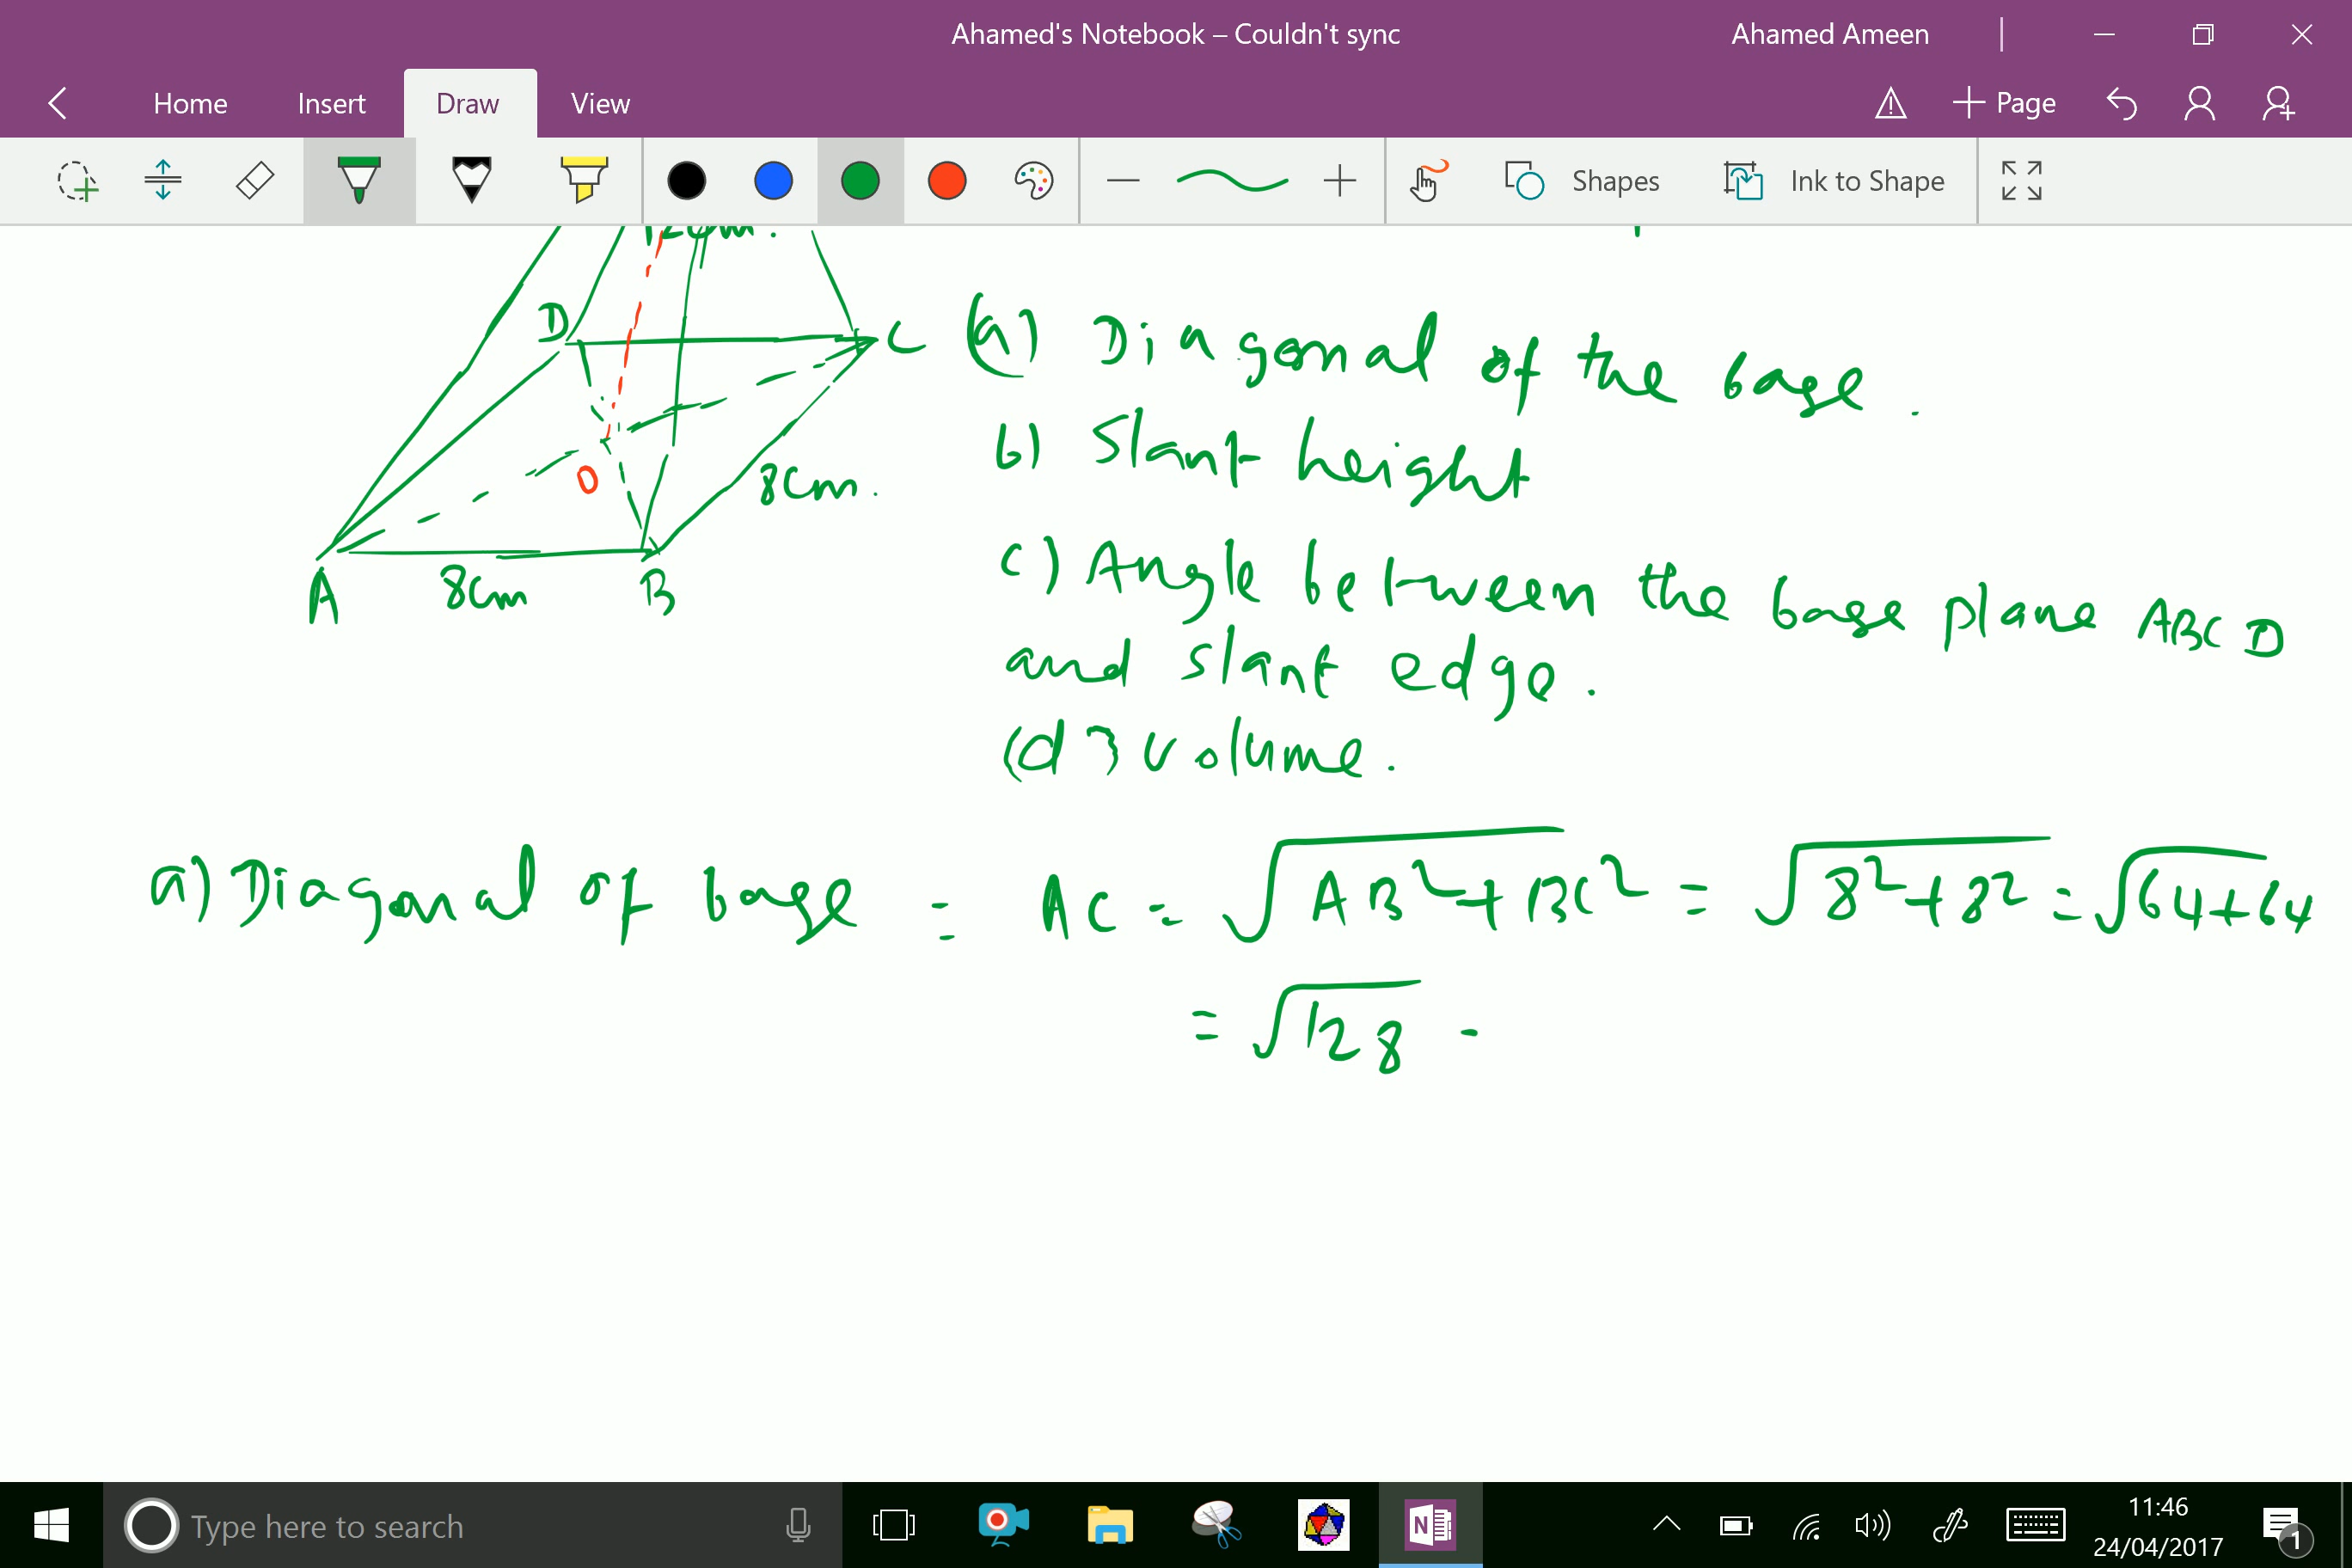 Ahamed's Notebook – Couldn't sync
Ahamed Ameen
Home Insert Draw View
Page
Shapes Ink to Shape
12cm.
D
C
O
8cm.
A
8cm
B
(a) Diagonal of the base.
b) Slant height
c) Angle between the base plane ABCD
and slant edge.
(d) volume.
a) Diagonal of base = AC = √AB²+BC² = √8²+8² = √64+64
= √128 -
Type here to search
N
11:46
24/04/2017
1